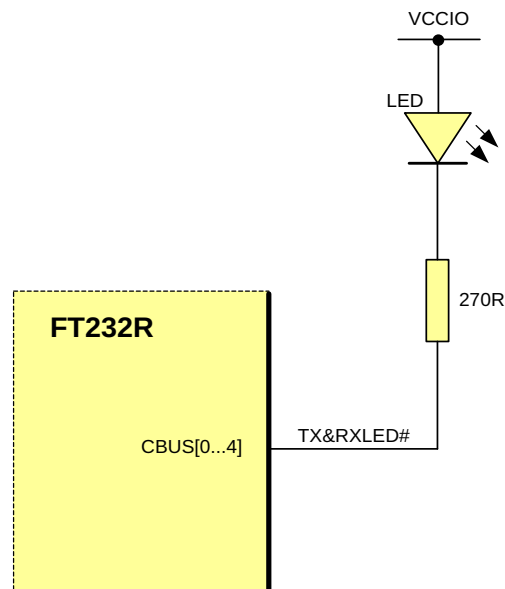 VCCIO
LED
270R
FT232R
TX&RXLED#
CBUS[0...4]